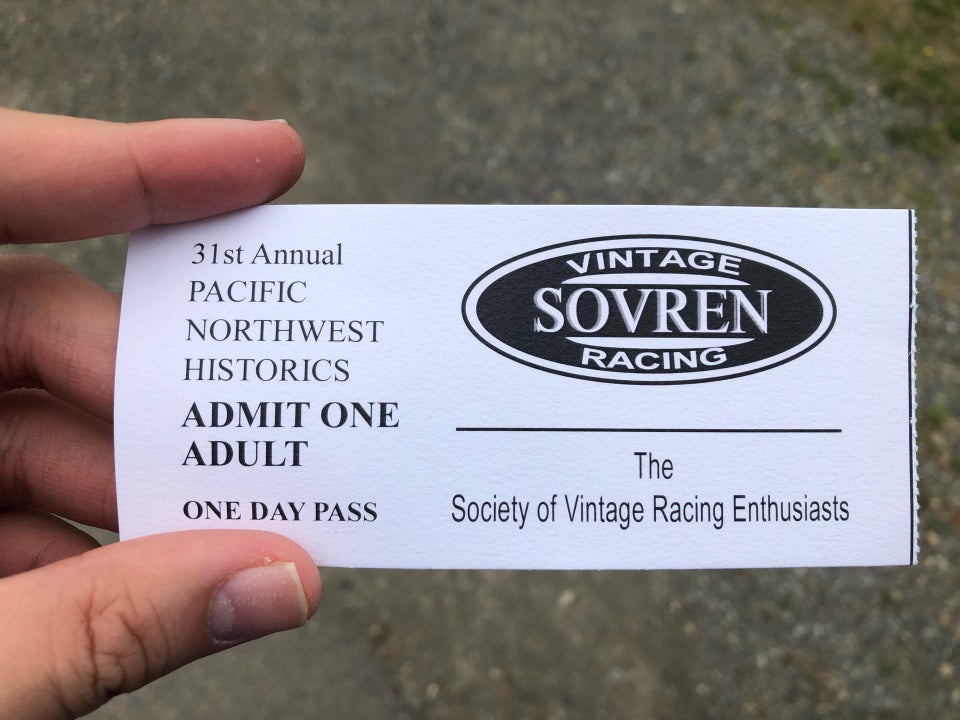 31st Annual
PACIFIC
NORTHWEST
HISTORICS
ADMIT ONE
ADULT
ONE DAY PASS
VINTAGE
SOVREN
RACING
The
Society of Vintage Racing Enthusiasts